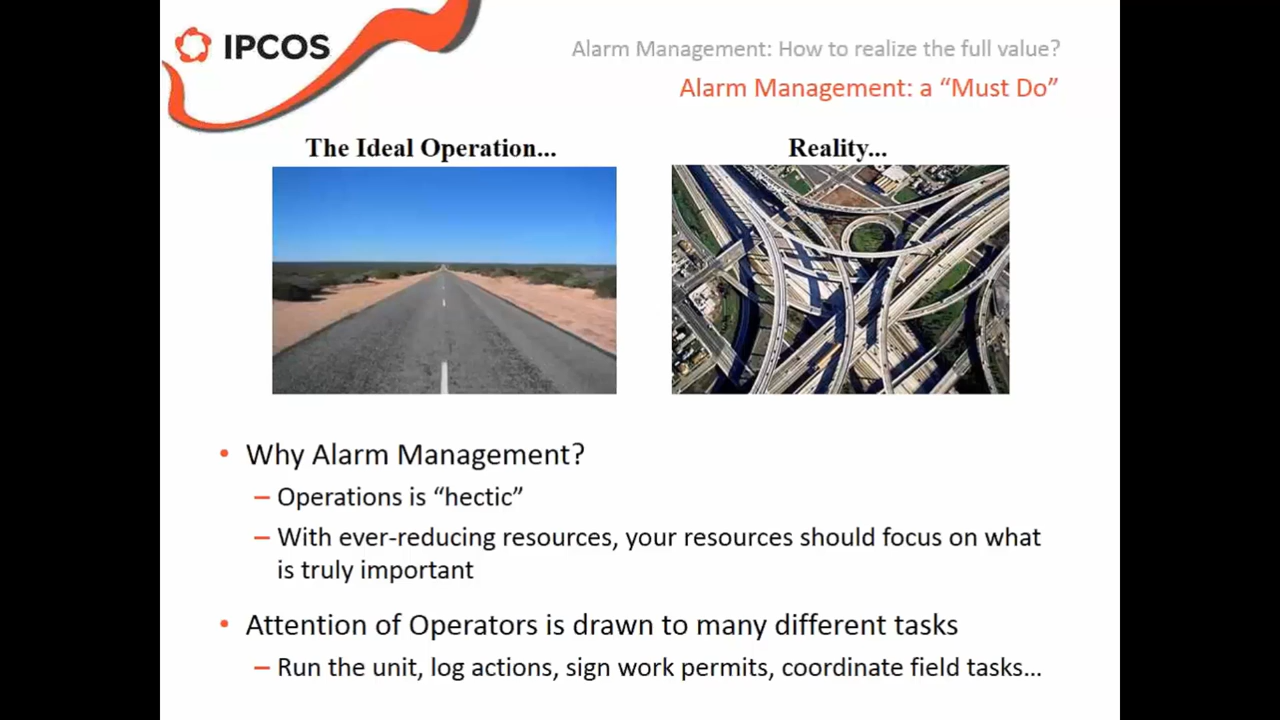 IPCOS
Alarm Management: How to realize the full value?
Alarm Management: a “Must Do”
The Ideal Operation...
Reality...
• Why Alarm Management?
– Operations is “hectic”
– With ever-reducing resources, your resources should focus on what
is truly important
• Attention of Operators is drawn to many different tasks
– Run the unit, log actions, sign work permits, coordinate field tasks...